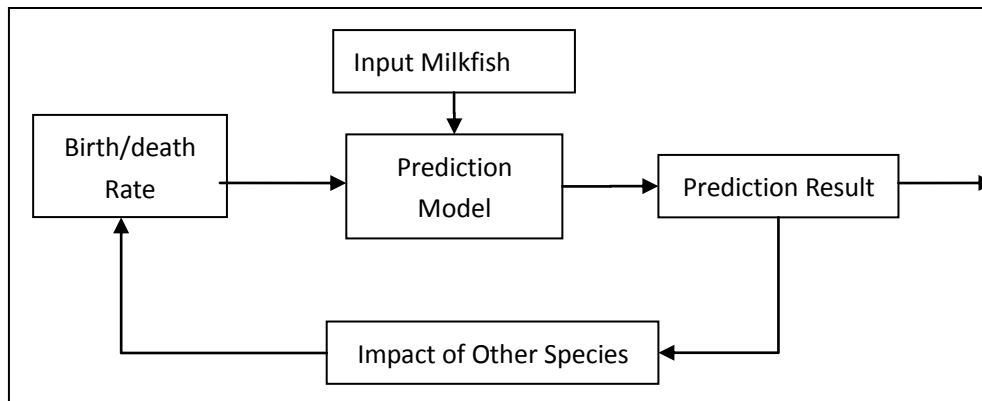 Input Milkfish
Birth/death
Rate
Prediction
Model
Prediction Result
Impact of Other Species